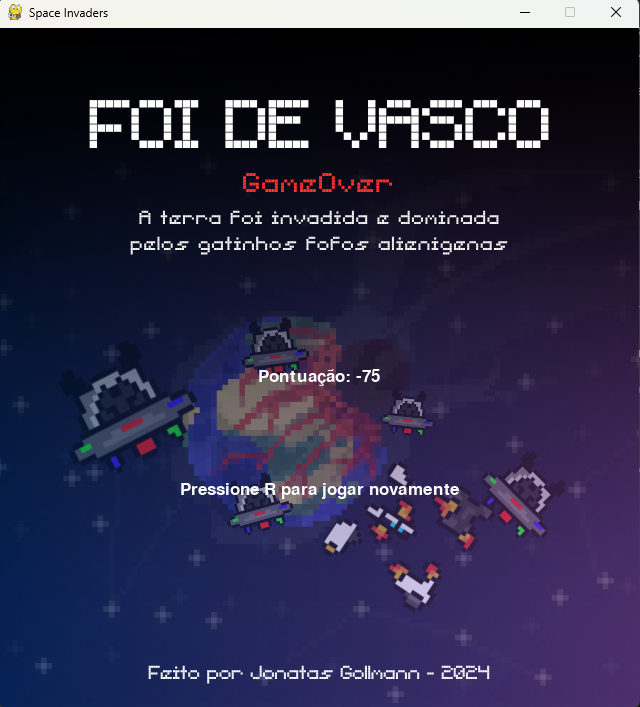 Space Invaders
FOI DE VASCO
GameOver
A terra foi invadida e dominada
pelos gatinhos fofos alienigenas
Pontuação: -75
Pressione R para jogar novamente
Feito por Jonatas Gollmann - 2024